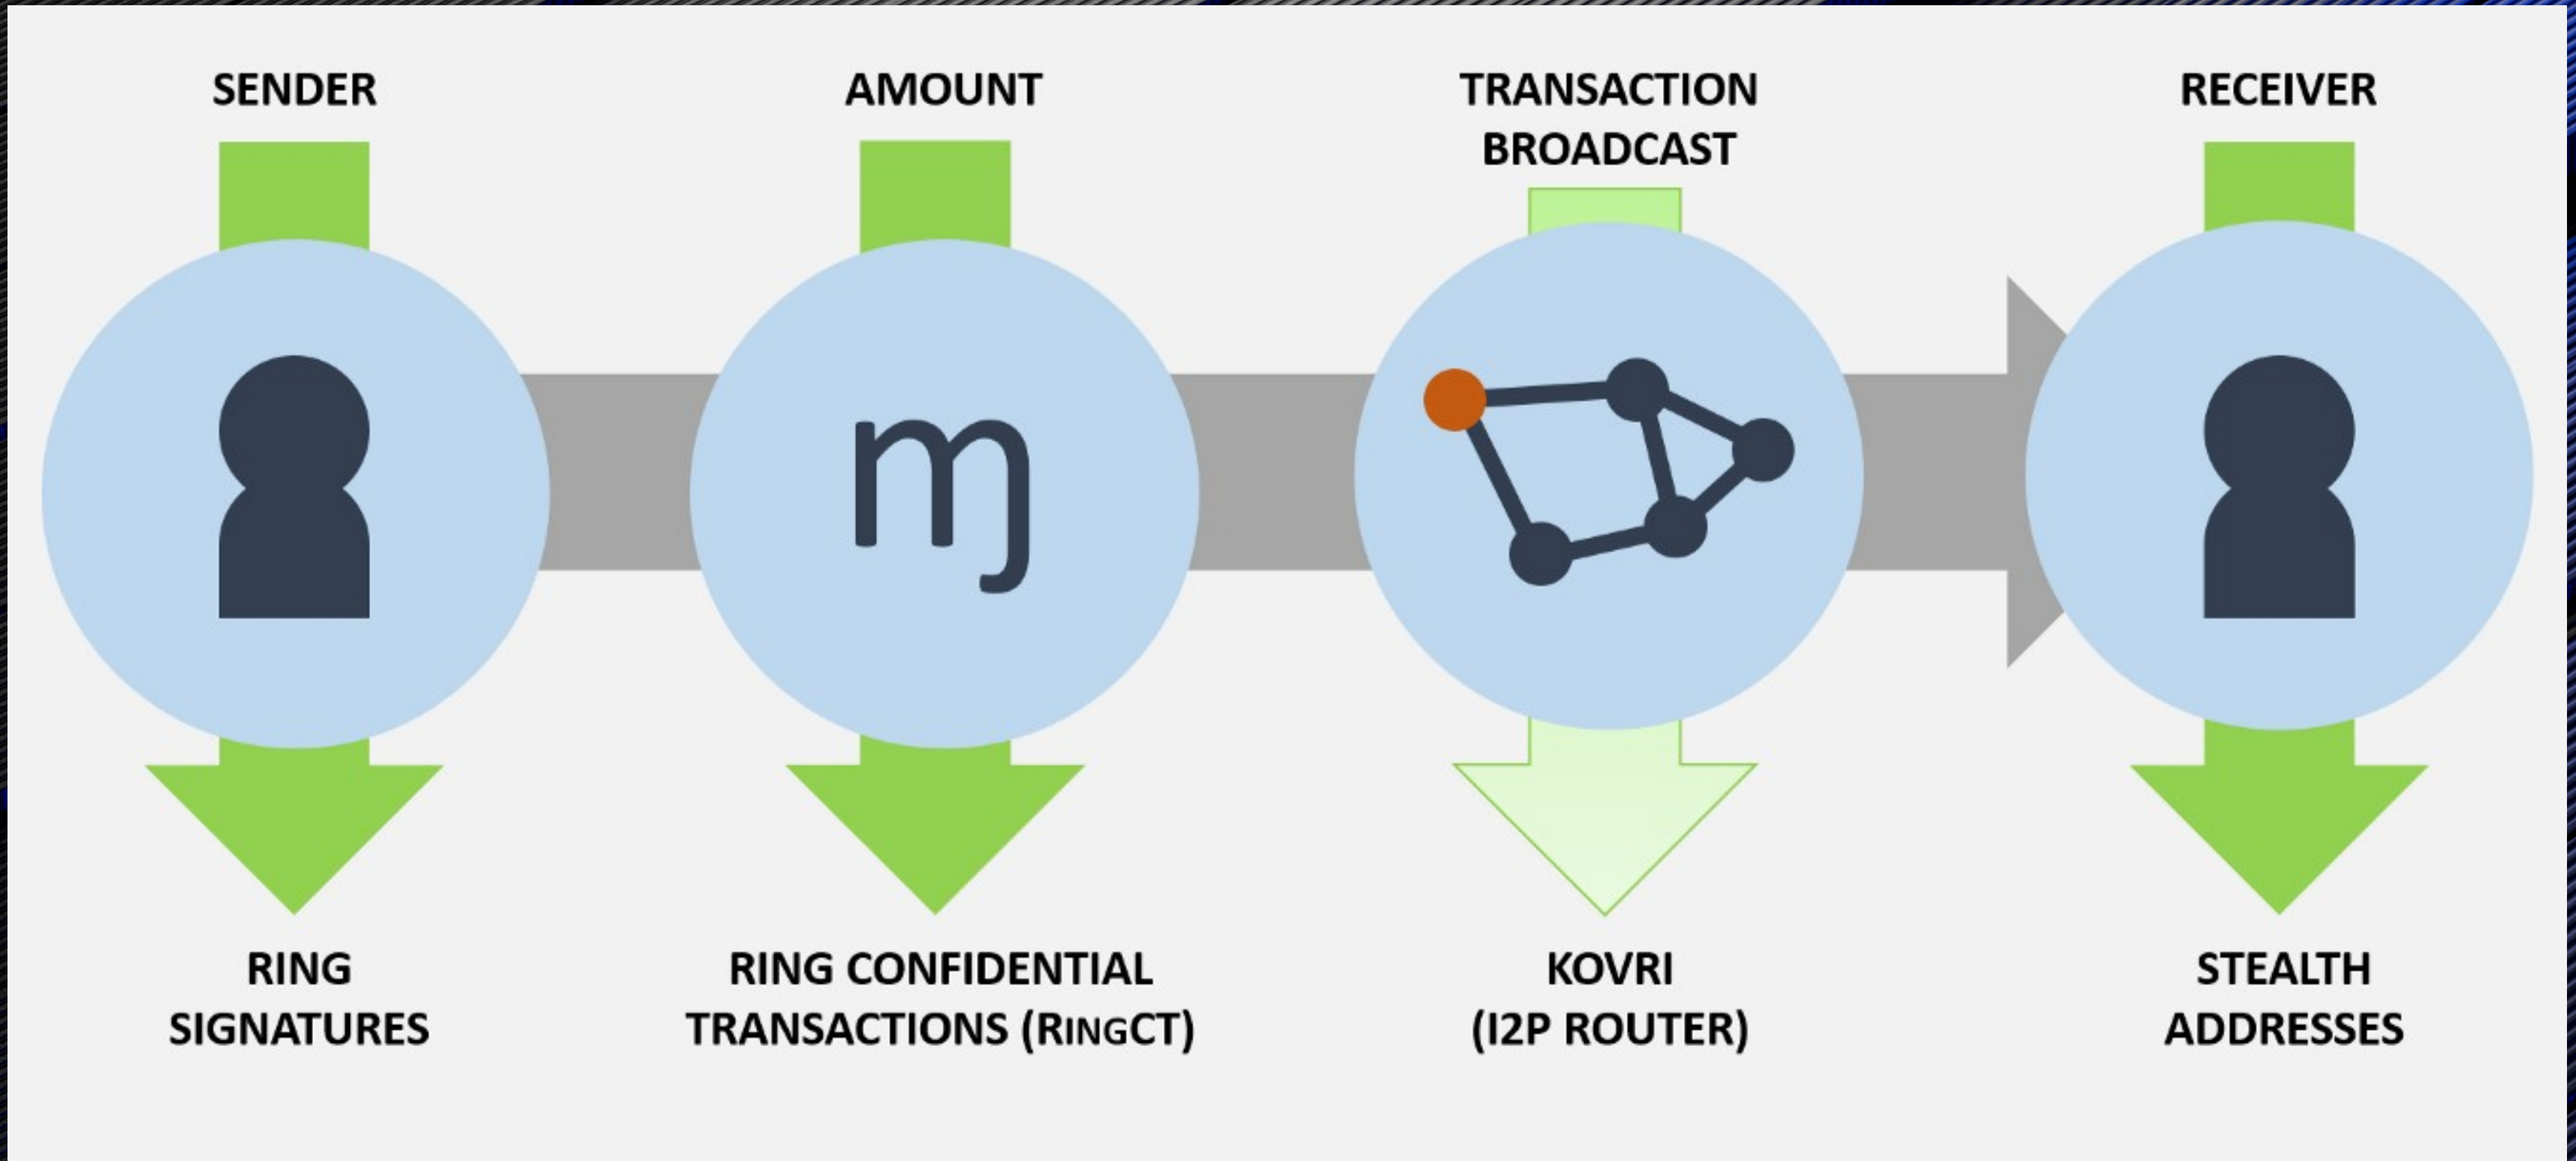 SENDER
AMOUNT
TRANSACTION
BROADCAST
RECEIVER
ɱ
RING
SIGNATURES
RING CONFIDENTIAL
TRANSACTIONS (RINGCT)
KOVRI
(I2P ROUTER)
STEALTH
ADDRESSES